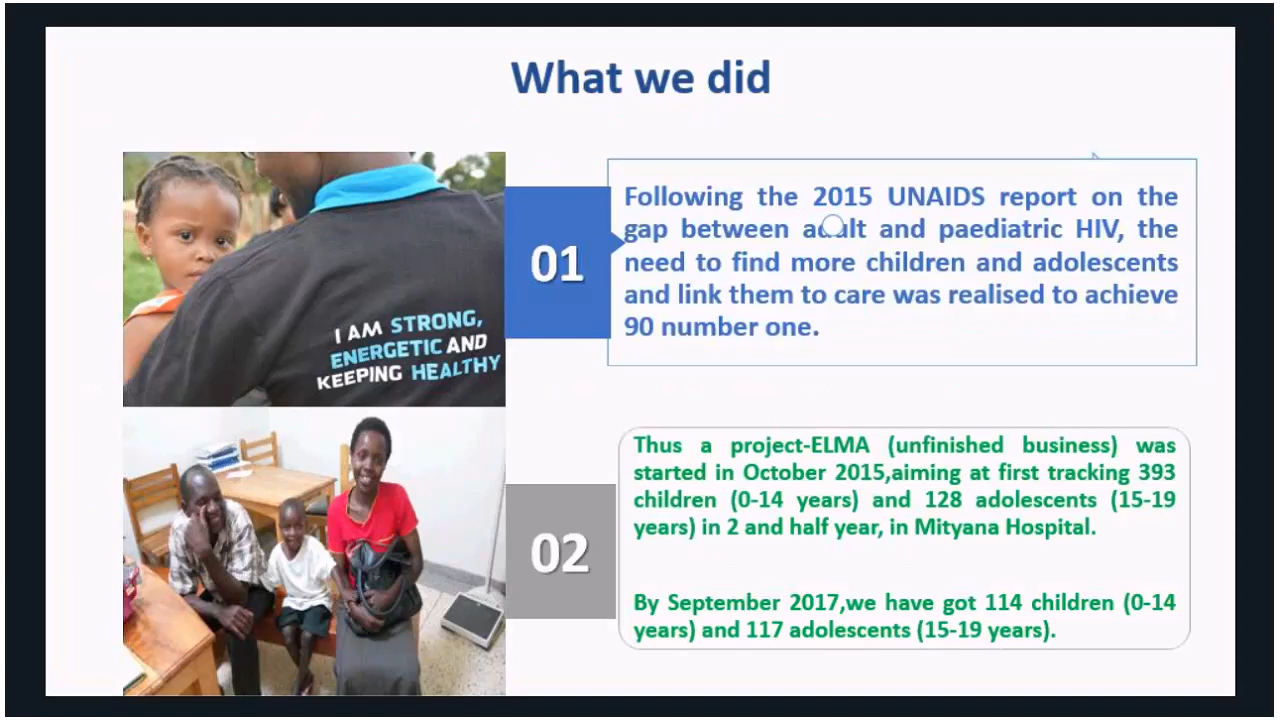 What we did
I AM STRONG,
ENERGETIC AND
KEEPING HEALTHY
01
Following the 2015 UNAIDS report on the
gap between adult and paediatric HIV, the
need to find more children and adolescents
and link them to care was realised to achieve
90 number one.
02
Thus a project-ELMA (unfinished business) was
started in October 2015,aiming at first tracking 393
children (0-14 years) and 128 adolescents (15-19
years) in 2 and half year, in Mityana Hospital.
By September 2017,we have got 114 children (0-14
years) and 117 adolescents (15-19 years).